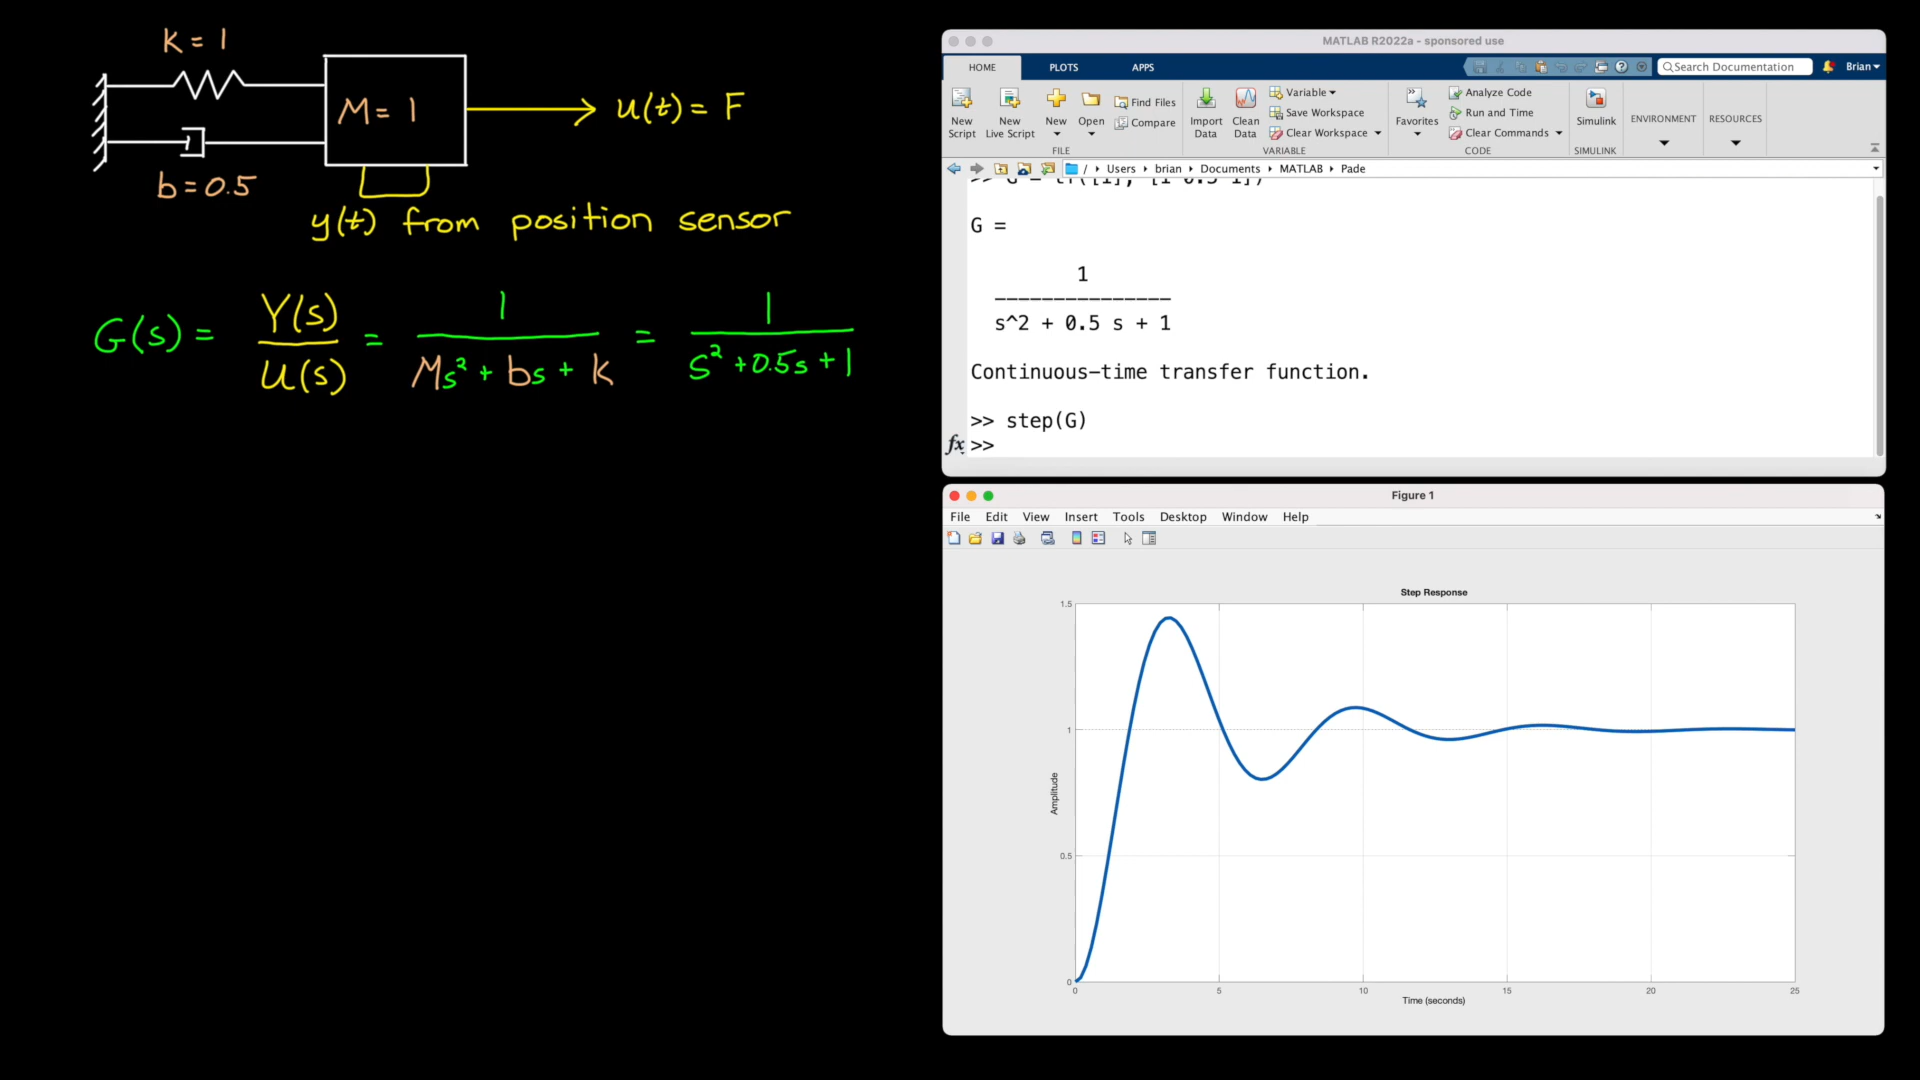 k = 1
M = 1
u(t) = F
b = 0.5
y(t) from position sensor
G(s) = Y(s) / U(s) = 1 / Ms² + bs + k = 1 / s² + 0.5s + 1
MATLAB R2022a - sponsored use
HOME PLOTS APPS
Search Documentation
Brian
New Script
New Live Script
New
Open
Find Files
Compare
FILE
Import Data
Clean Data
Variable
Save Workspace
Clear Workspace
VARIABLE
Favorites
Analyze Code
Run and Time
Clear Commands
CODE
Simulink
SIMULINK
ENVIRONMENT
RESOURCES
/ Users brian Documents MATLAB Pade
G =
1
---------------
s^2 + 0.5 s + 1
Continuous-time transfer function.
>> step(G)
fx >>
Figure 1
File Edit View Insert Tools Desktop Window Help
Step Response
1.5
1
0.5
0
Amplitude
0 5 10 15 20 25
Time (seconds)